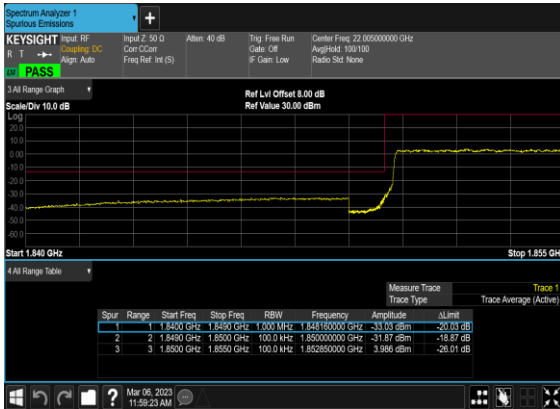 Spectrum Analyzer 1
Spurious Emissions
+
KEYSIGHT Input: RF Input Z: 50 Ω Atten: 40 dB Trig: Free Run Center Freq: 22.005000000 GHz
R T Coupling: DC Corr CCorr Gate: Off Avg|Hold: 100/100
Align: Auto Freq Ref: Int (S) IF Gain: Low Radio Std: None
LXI PASS
3 All Range Graph
Ref Lvl Offset 8.00 dB
Scale/Div 10.0 dB Ref Value 30.00 dBm
Log
20.0
10.0
0.00
-10.0
-20.0
-30.0
-40.0
-50.0
-60.0
Start 1.840 GHz Stop 1.855 GH
4 All Range Table
Measure Trace Trace 1
Trace Type Trace Average (Active)
Spur Range Start Freq Stop Freq RBW Frequency Amplitude ΔLimit
1 1 1.8400 GHz 1.8490 GHz 1.000 MHz 1.848160000 GHz -33.03 dBm -20.03 dB
2 2 1.8490 GHz 1.8500 GHz 100.0 kHz 1.850000000 GHz -31.87 dBm -18.87 dB
3 3 1.8500 GHz 1.8550 GHz 100.0 kHz 1.852850000 GHz 3.986 dBm -26.01 dB
?
Mar 06, 2023
11:59:23 AM